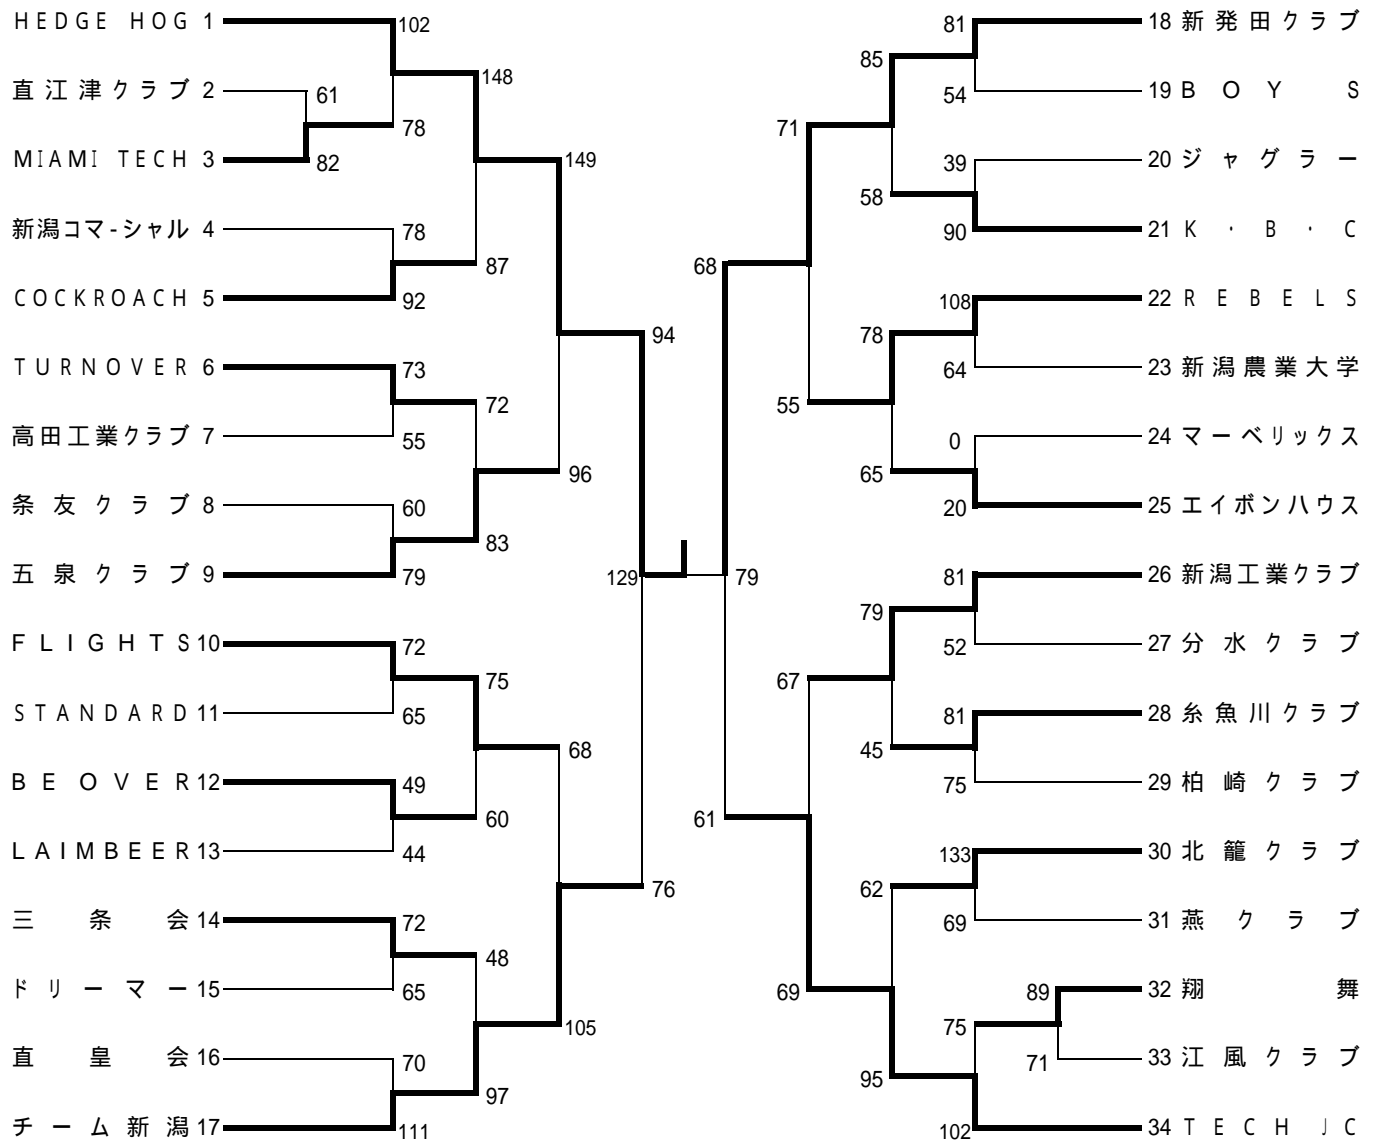 HEDGE HOG 1 102 81 18 新発田クラブ
148 85
直江津クラブ 2 61 54 19 BOY S
78 71
MIAMI TECH 3 82 149 39 20 ジャグラー
58
新潟コマ-シャル 4 78 90 21 K・B・C
87 68
COCKROACH 5 92 108 22 REBELS
94 78
TURNOVER 6 73 64 23 新潟農業大学
72 55
高田工業クラブ 7 55 0 24 マーベリックス
96 65
条友クラブ 8 60 20 25 エイボンハウス
83
五泉クラブ 9 79 129 79 81 26 新潟工業クラブ
79
FLIGHTS 10 72 52 27 分水クラブ
75 67
STANDARD 11 65 81 28 糸魚川クラブ
68 45
BE OVER 12 49 75 29 柏崎クラブ
60 61
LAIMBEER 13 44 133 30 北籠クラブ
76 62
三条会 14 72 69 31 燕クラブ
48
ドリーマー 15 65 69 89 32 翔舞
105 75
直皇会 16 70 71 33 江風クラブ
97 95
チーム新潟 17 111 102 34 TECH JC